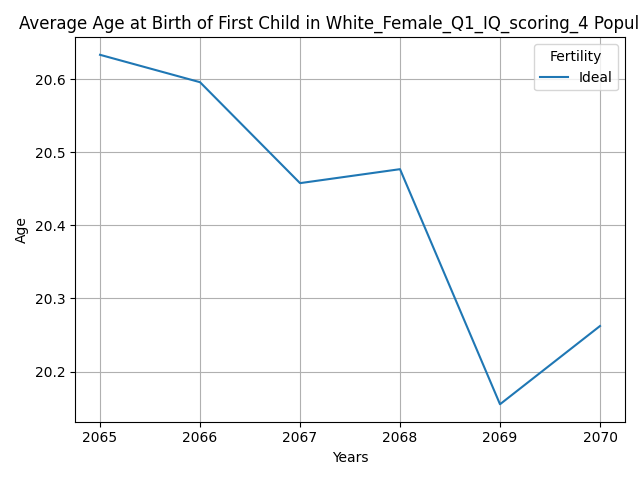 Average Age at Birth of First Child in White_Female_Q1_IQ_scoring_4 Popul
Fertility
Ideal
20.6
20.5
20.4
20.3
20.2
Age
2065 2066 2067 2068 2069 2070
Years